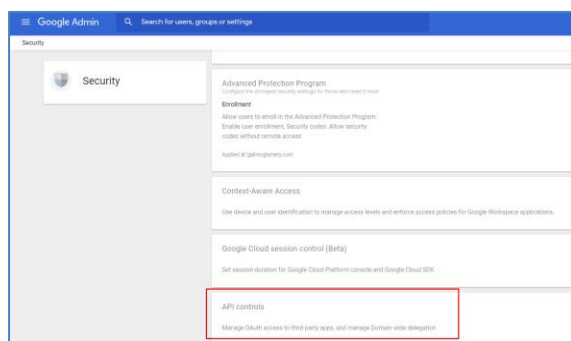 Google Admin
Search for users, groups or settings
Security
Security
Advanced Protection Program
Configure the strongest security settings for those who need it most
Enrollment
Allow users to enroll in the Advanced Protection Program:
Enable user enrollment, Security codes: Allow security
codes without remote access
Applied at
Context-Aware Access
Use device and user identification to manage access levels and enforce access policies for Google Workspace applications.
Google Cloud session control (Beta)
Set session duration for Google Cloud Platform console and Google Cloud SDK
API controls
Manage OAuth access to third party apps, and manage Domain wide delegation